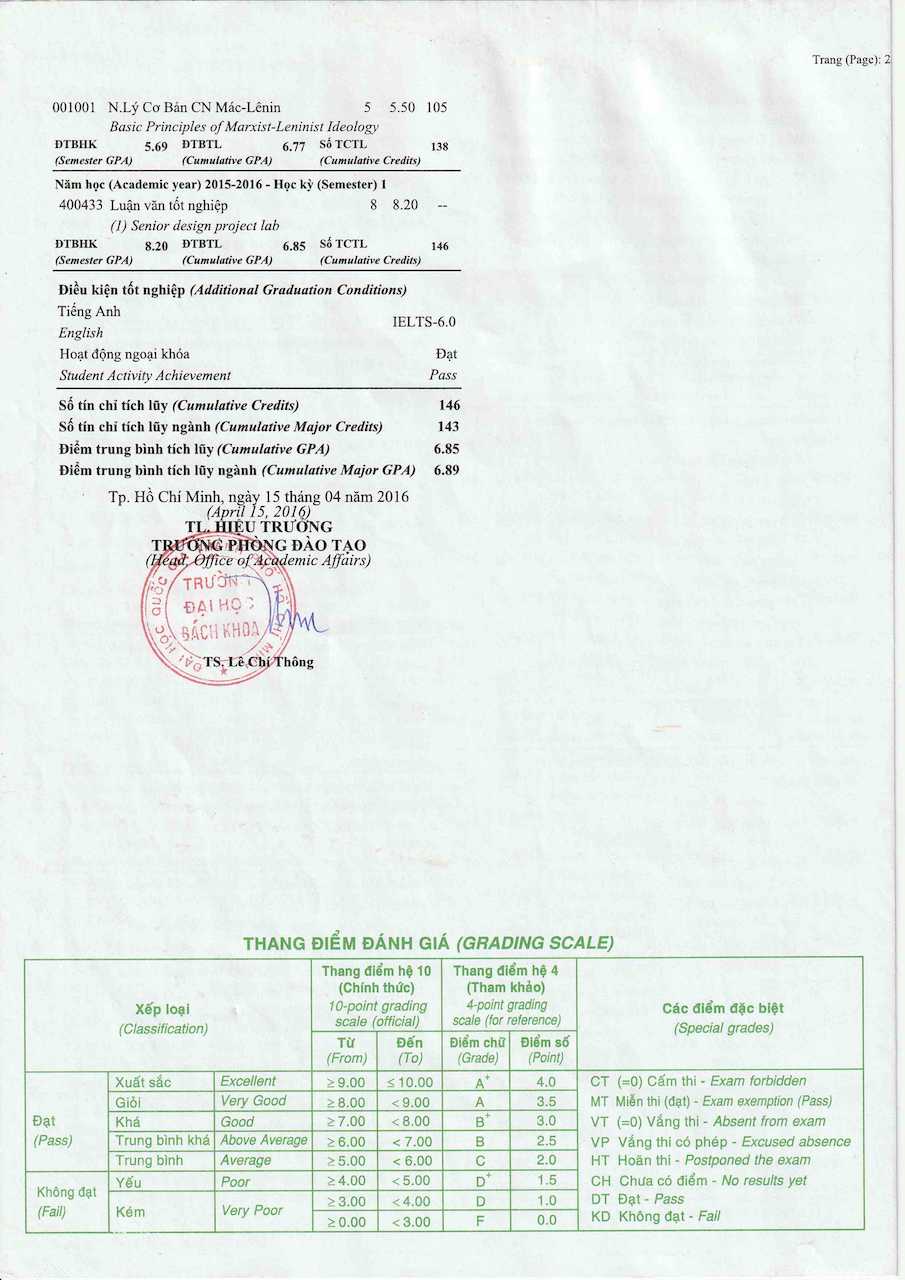 Trang (Page): 2
001001 N.Lý Cơ Bản CN Mác-Lênin 5 5.50 105
Basic Principles of Marxist-Leninist Ideology
ĐTBHK 5.69 ĐTBTL 6.77 Số TCTL 138
(Semester GPA) (Cumulative GPA) (Cumulative Credits)
Năm học (Academic year) 2015-2016 - Học kỳ (Semester) 1
400433 Luận văn tốt nghiệp 8 8.20 --
(1) Senior design project lab
ĐTBHK 8.20 ĐTBTL 6.85 Số TCTL 146
(Semester GPA) (Cumulative GPA) (Cumulative Credits)
Điều kiện tốt nghiệp (Additional Graduation Conditions)
Tiếng Anh
IELTS-6.0
English
Hoạt động ngoại khóa Đạt
Student Activity Achievement Pass
Số tín chỉ tích lũy (Cumulative Credits) 146
Số tín chỉ tích lũy ngành (Cumulative Major Credits) 143
Điểm trung bình tích lũy (Cumulative GPA) 6.85
Điểm trung bình tích lũy ngành (Cumulative Major GPA) 6.89
Tp. Hồ Chí Minh, ngày 15 tháng 04 năm 2016
(April 15, 2016)
TL. HIỆU TRƯỞNG
TRƯỞNG PHÒNG ĐÀO TẠO
(Head, Office of Academic Affairs)
TRƯỜNG
ĐẠI HỌC
BÁCH KHOA
ĐẠI HỌC QUỐC GIA
TS. Lê Chí Thông
THANG ĐIỂM ĐÁNH GIÁ (GRADING SCALE)
Xếp loại
(Classification)
Thang điểm hệ 10
(Chính thức)
10-point grading
scale (official)
Thang điểm hệ 4
(Tham khảo)
4-point grading
scale (for reference)
Các điểm đặc biệt
(Special grades)
Từ Đến Điểm chữ Điểm số
(From) (To) (Grade) (Point)
Đạt
(Pass)
Xuất sắc Excellent ≥ 9.00 ≤ 10.00 A+ 4.0
Giỏi Very Good ≥ 8.00 < 9.00 A 3.5
Khá Good ≥ 7.00 < 8.00 B+ 3.0
Trung bình khá Above Average ≥ 6.00 < 7.00 B 2.5
Trung bình Average ≥ 5.00 < 6.00 C 2.0
Không đạt
(Fail)
Yếu Poor ≥ 4.00 < 5.00 D+ 1.5
Kém Very Poor ≥ 3.00 < 4.00 D 1.0
≥ 0.00 < 3.00 F 0.0
CT (=0) Cấm thi - Exam forbidden
MT Miễn thi (đạt) - Exam exemption (Pass)
VT (=0) Vắng thi - Absent from exam
VP Vắng thi có phép - Excused absence
HT Hoãn thi - Postponed the exam
CH Chưa có điểm - No results yet
DT Đạt - Pass
KD Không đạt - Fail